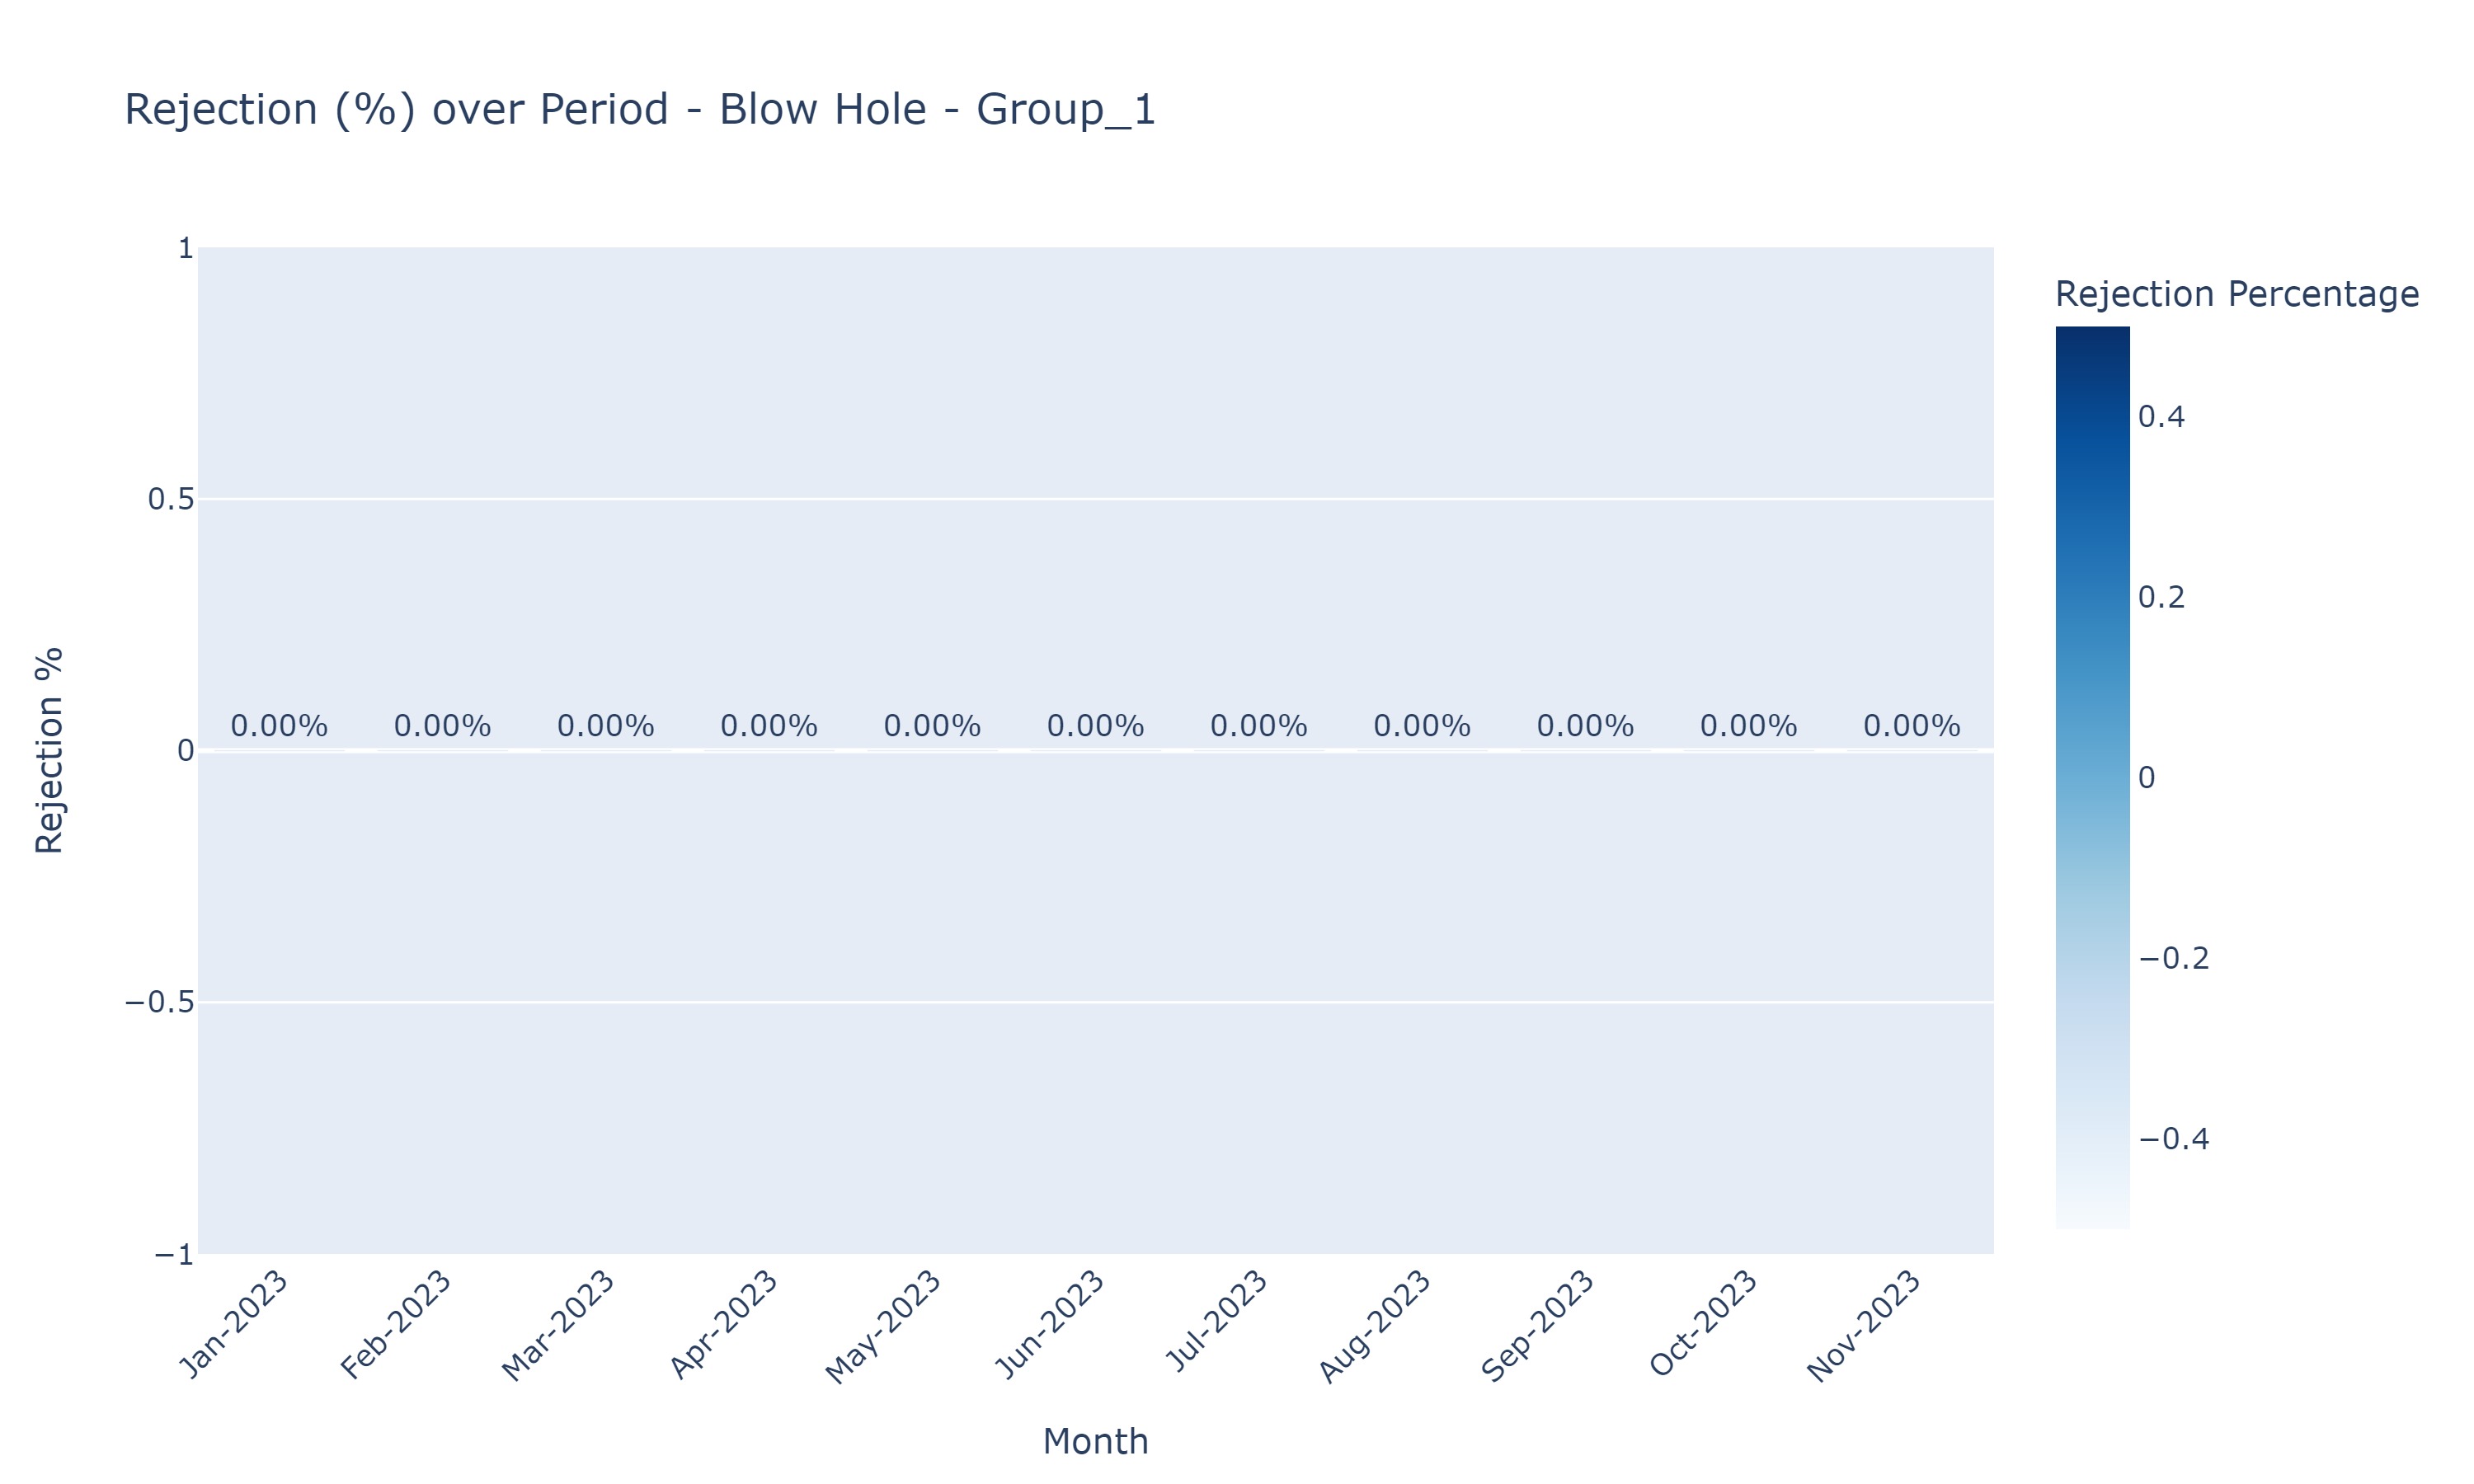 Rejection (%) over Period - Blow Hole - Group_1
1
0.5
0
−0.5
−1
Rejection %
0.00% 0.00% 0.00% 0.00% 0.00% 0.00% 0.00% 0.00% 0.00% 0.00% 0.00%
Jan-2023 Feb-2023 Mar-2023 Apr-2023 May-2023 Jun-2023 Jul-2023 Aug-2023 Sep-2023 Oct-2023 Nov-2023
Month
Rejection Percentage
0.4
0.2
0
−0.2
−0.4